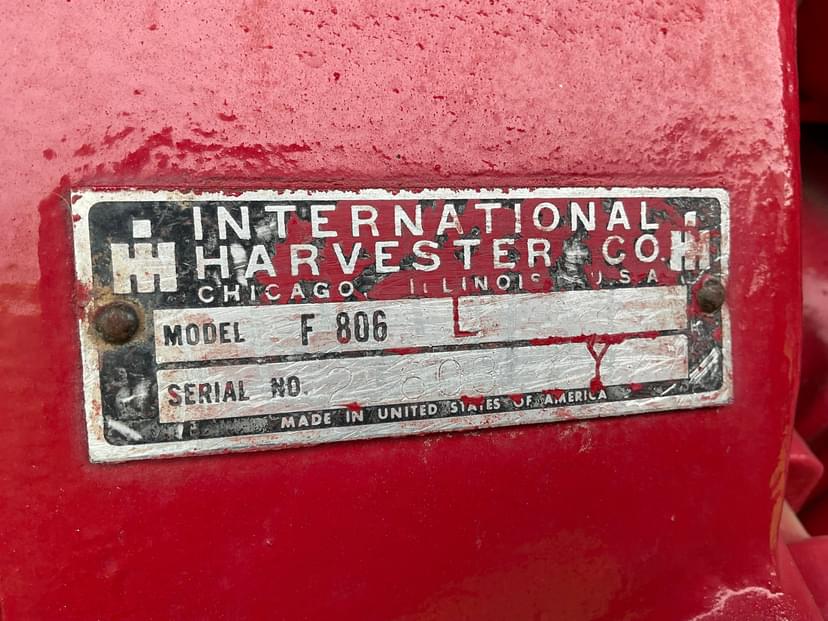 INTERNATIONAL
HARVESTER CO.
CHICAGO, ILLINOIS U.S.A.
MODEL F 806 L
SERIAL NO. Y
MADE IN UNITED STATES OF AMERICA